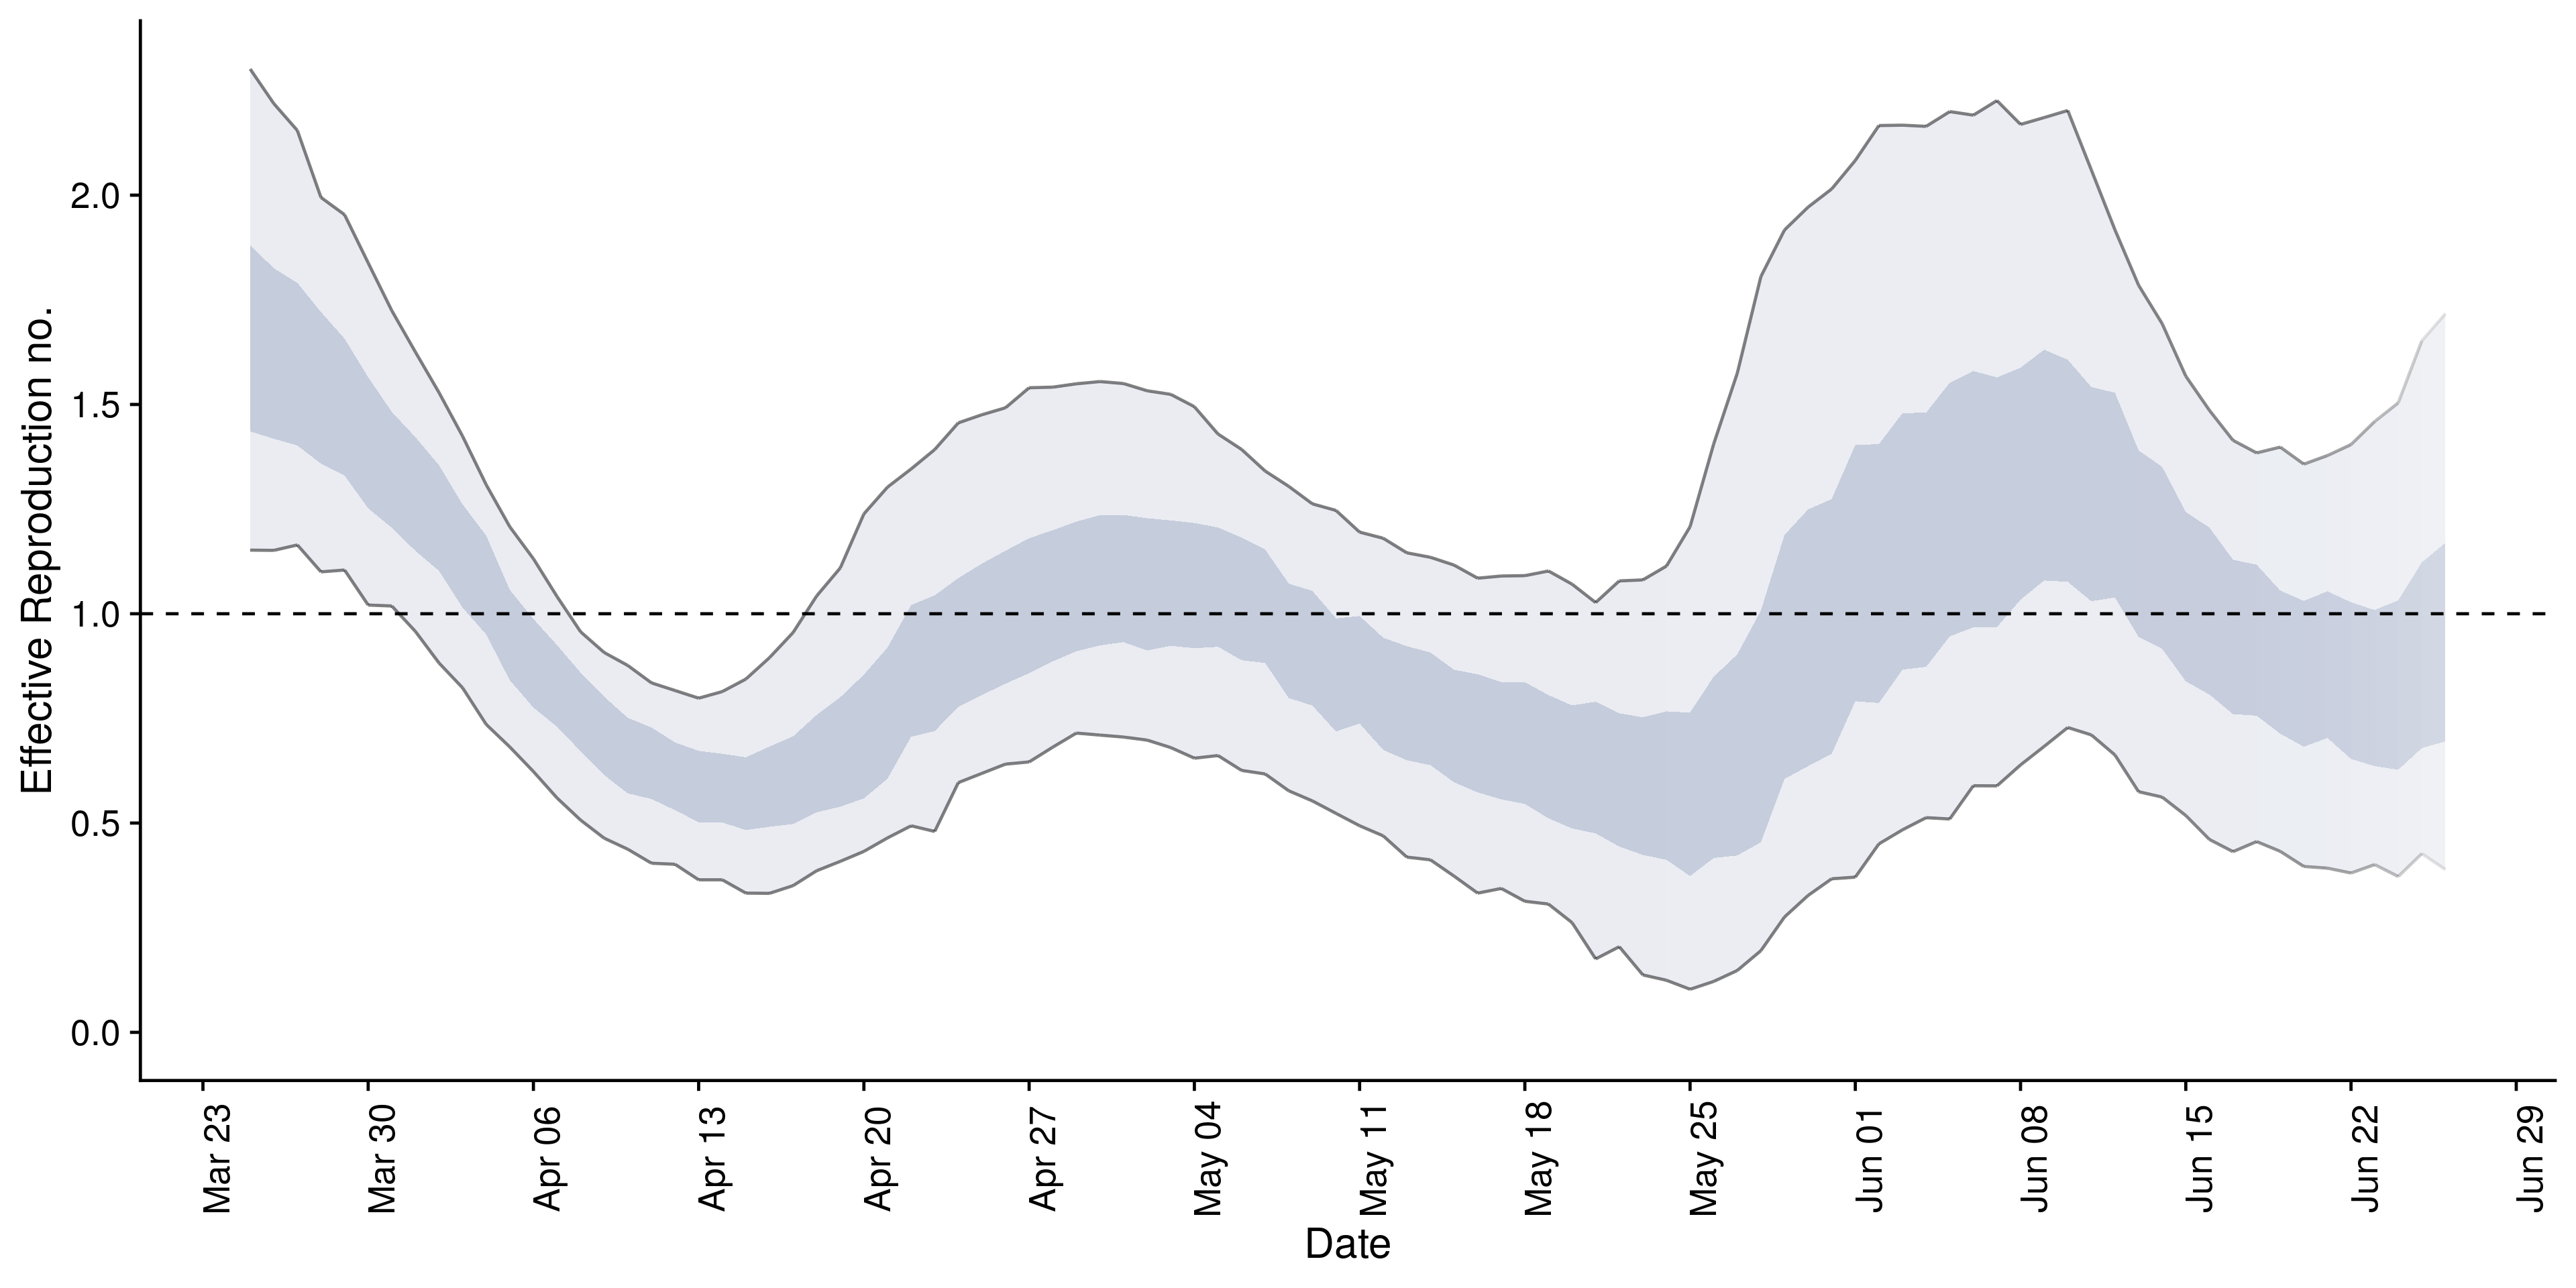 Effective Reproduction no.
2.0
1.5
1.0
0.5
0.0
Mar 23
Mar 30
Apr 06
Apr 13
Apr 20
Apr 27
May 04
May 11
May 18
May 25
Jun 01
Jun 08
Jun 15
Jun 22
Jun 29
Date